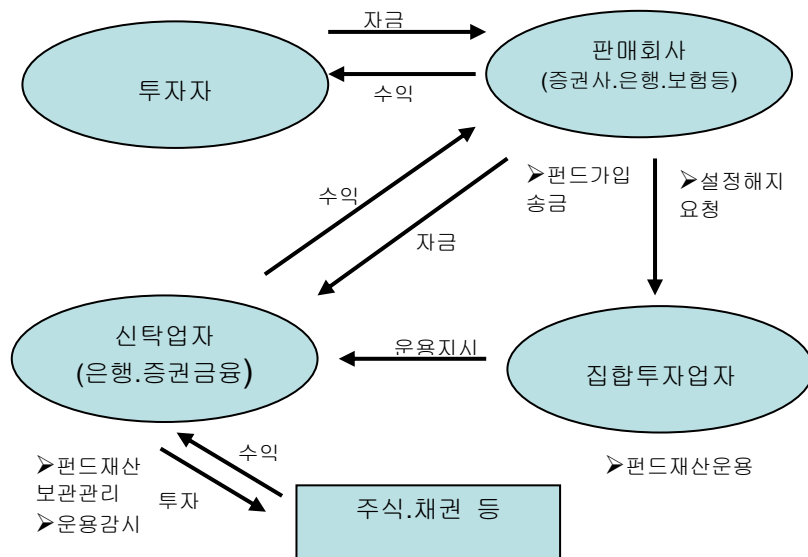 자금
투자자
수익
판매회사
(증권사.은행.보험등)
수익
자금
➢펀드가입
송금
➢설정해지
요청
신탁업자
(은행.증권금융)
운용지시
집합투자업자
➢펀드재산
보관관리
➢운용감시
수익
투자
➢펀드재산운용
주식.채권 등